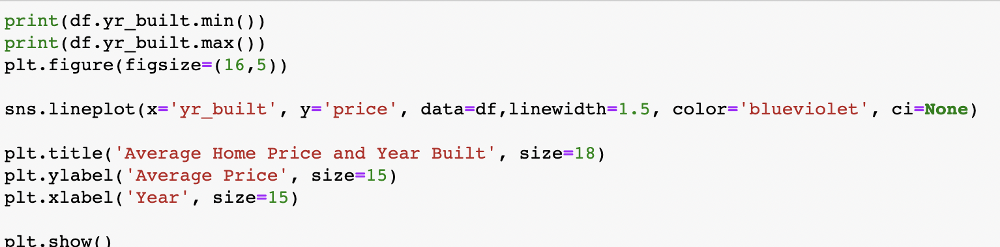 print(df.yr_built.min())
print(df.yr_built.max())
plt.figure(figsize=(16,5))
sns.lineplot(x='yr_built', y='price', data=df,linewidth=1.5, color='blueviolet', ci=None)
plt.title('Average Home Price and Year Built', size=18)
plt.ylabel('Average Price', size=15)
plt.xlabel('Year', size=15)
plt.show()